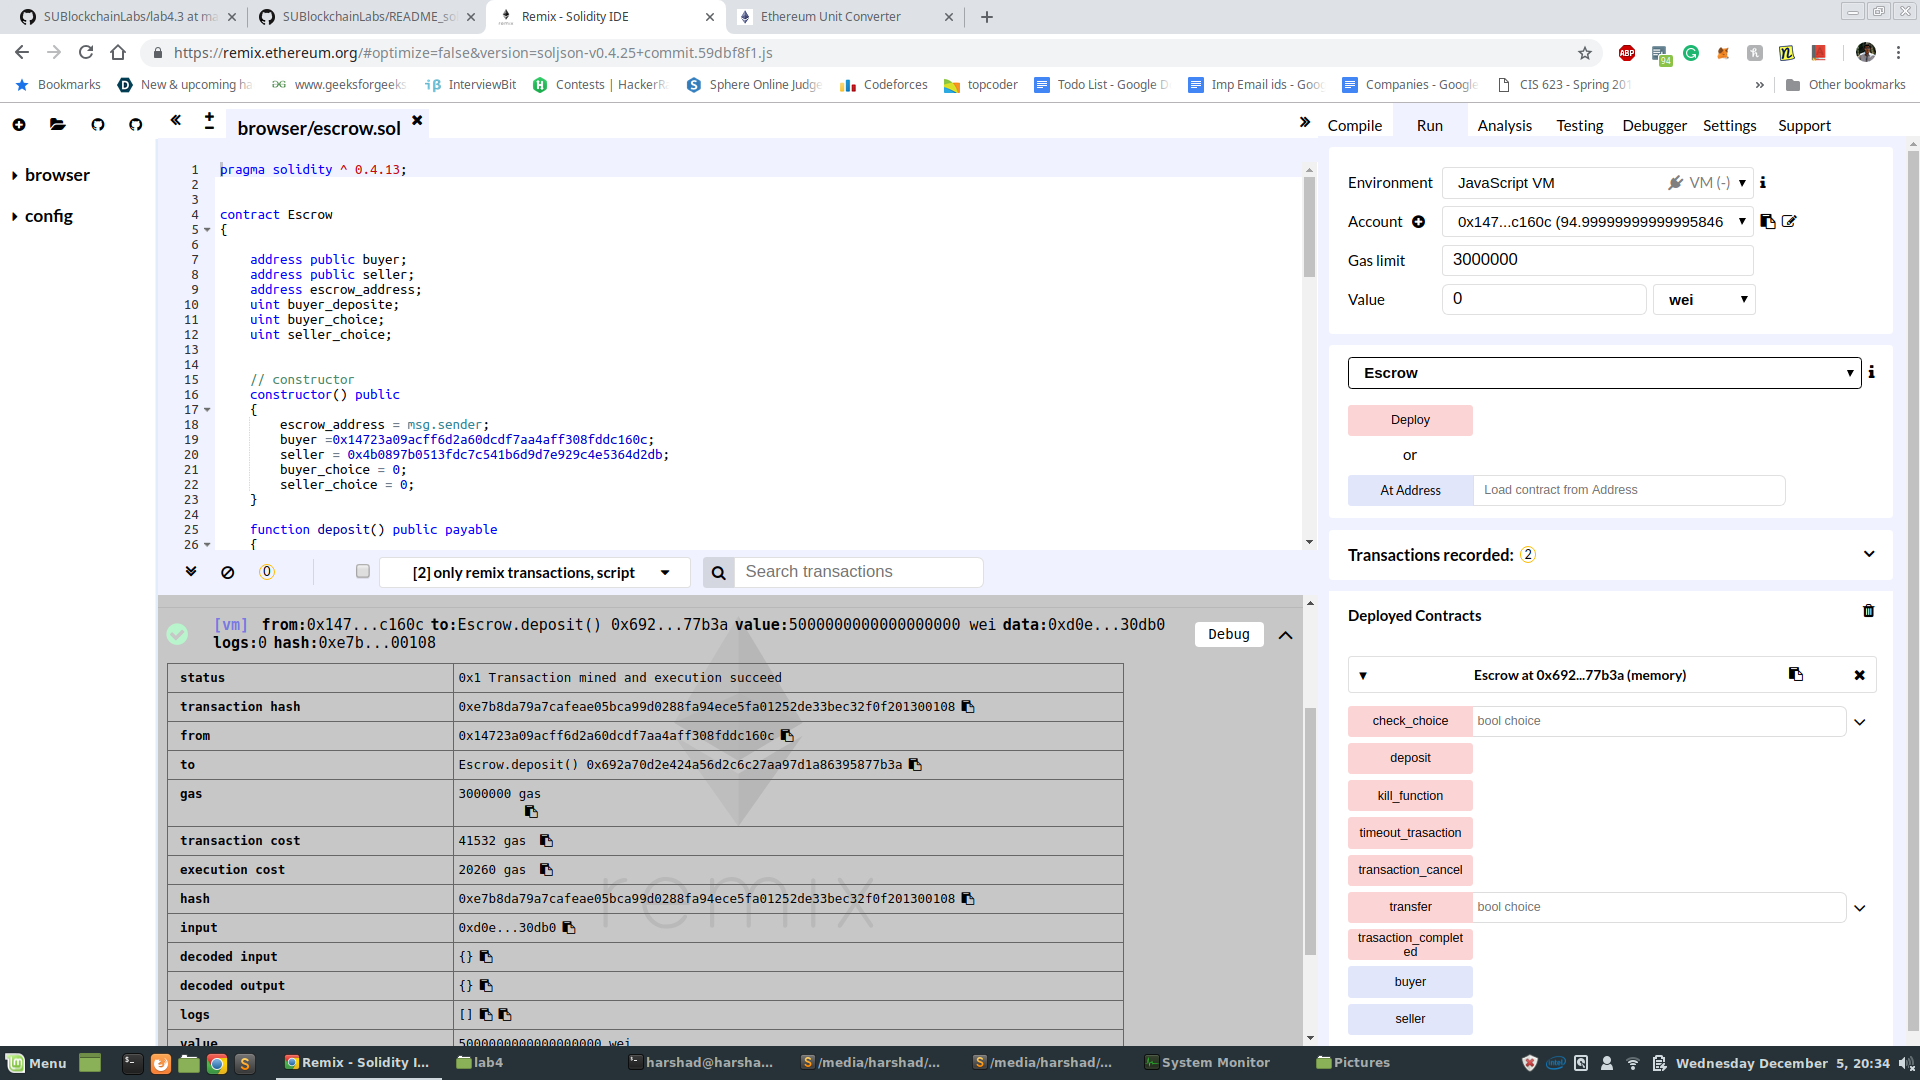 SUBlockchainLabs/lab4.3 at ma
SUBlockchainLabs/README_so
Remix - Solidity IDE
Ethereum Unit Converter
https://remix.ethereum.org/#optimize=false&version=soljson-v0.4.25+commit.59dbf8f1.js
ABP
94
Bookmarks
New & upcoming ha
www.geeksforgeeks
InterviewBit
Contests | HackerRa
Sphere Online Judge
Codeforces
topcoder
Todo List - Google D
Imp Email ids - Goog
Companies - Google
CIS 623 - Spring 201
Other bookmarks
browser/escrow.sol
Compile
Run
Analysis
Testing
Debugger
Settings
Support
browser
config
1 pragma solidity ^ 0.4.13;
2
3
4 contract Escrow
5 {
6
7 address public buyer;
8 address public seller;
9 address escrow_address;
10 uint buyer_deposite;
11 uint buyer_choice;
12 uint seller_choice;
13
14
15 // constructor
16 constructor() public
17 {
18 escrow_address = msg.sender;
19 buyer =0x14723a09acff6d2a60dcdf7aa4aff308fddc160c;
20 seller = 0x4b0897b0513fdc7c541b6d9d7e929c4e5364d2db;
21 buyer_choice = 0;
22 seller_choice = 0;
23 }
24
25 function deposit() public payable
26 {
0
[2] only remix transactions, script
Search transactions
[vm] from:0x147...c160c to:Escrow.deposit() 0x692...77b3a value:5000000000000000000 wei data:0xd0e...30db0
logs:0 hash:0xe7b...00108
Debug
status 0x1 Transaction mined and execution succeed
transaction hash 0xe7b8da79a7cafeae05bca99d0288fa94ece5fa01252de33bec32f0f201300108
from 0x14723a09acff6d2a60dcdf7aa4aff308fddc160c
to Escrow.deposit() 0x692a70d2e424a56d2c6c27aa97d1a86395877b3a
gas 3000000 gas
transaction cost 41532 gas
execution cost 20260 gas
hash 0xe7b8da79a7cafeae05bca99d0288fa94ece5fa01252de33bec32f0f201300108
input 0xd0e...30db0
decoded input {}
decoded output {}
logs []
value 5000000000000000000 wei
remix
Environment JavaScript VM VM (-)
Account 0x147...c160c (94.99999999999995846
Gas limit 3000000
Value 0 wei
Escrow
Deploy
or
At Address Load contract from Address
Transactions recorded: 2
Deployed Contracts
Escrow at 0x692...77b3a (memory)
check_choice bool choice
deposit
kill_function
timeout_trasaction
transaction_cancel
transfer bool choice
trasaction_complet
ed
buyer
seller
Menu
Remix - Solidity I...
lab4
harshad@harsha...
/media/harshad/...
/media/harshad/...
System Monitor
Pictures
Wednesday December 5, 20:34